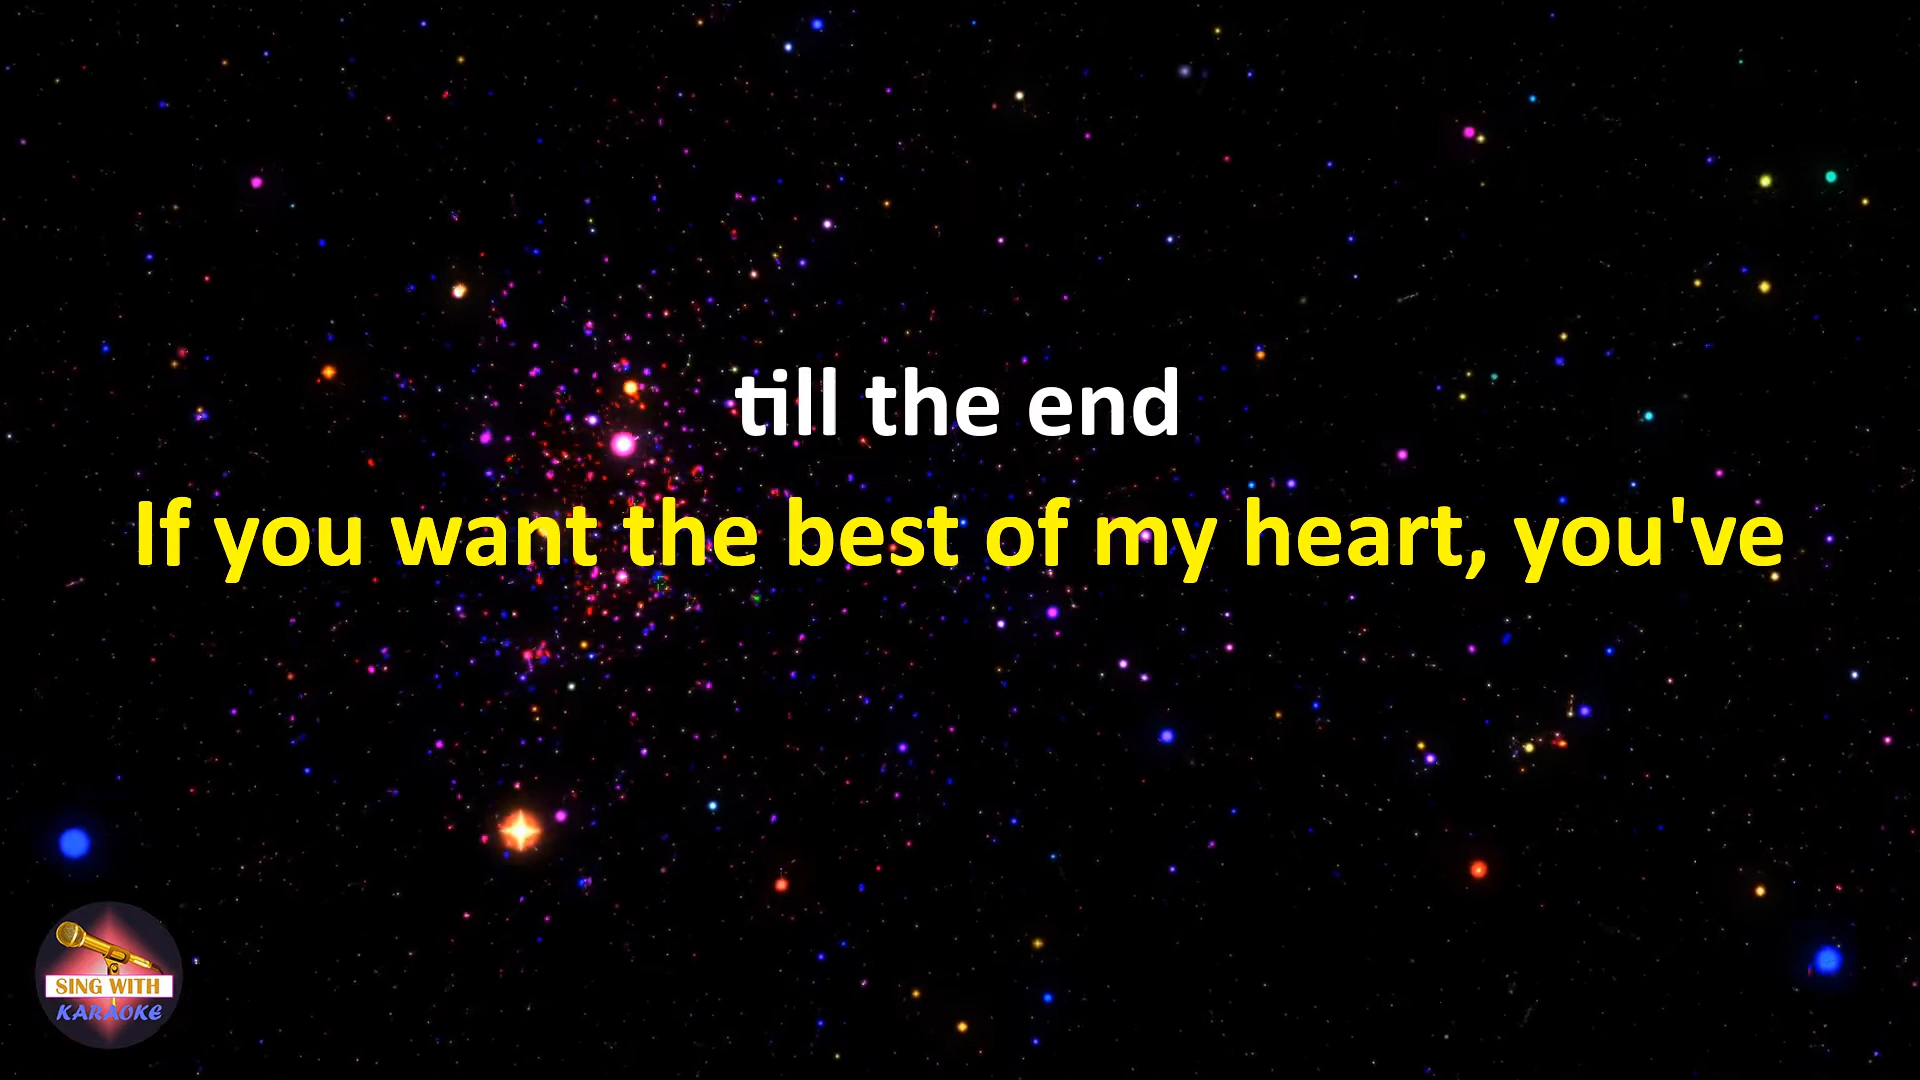 till the end
If you want the best of my heart, you've
SING WITH
KARAOKE